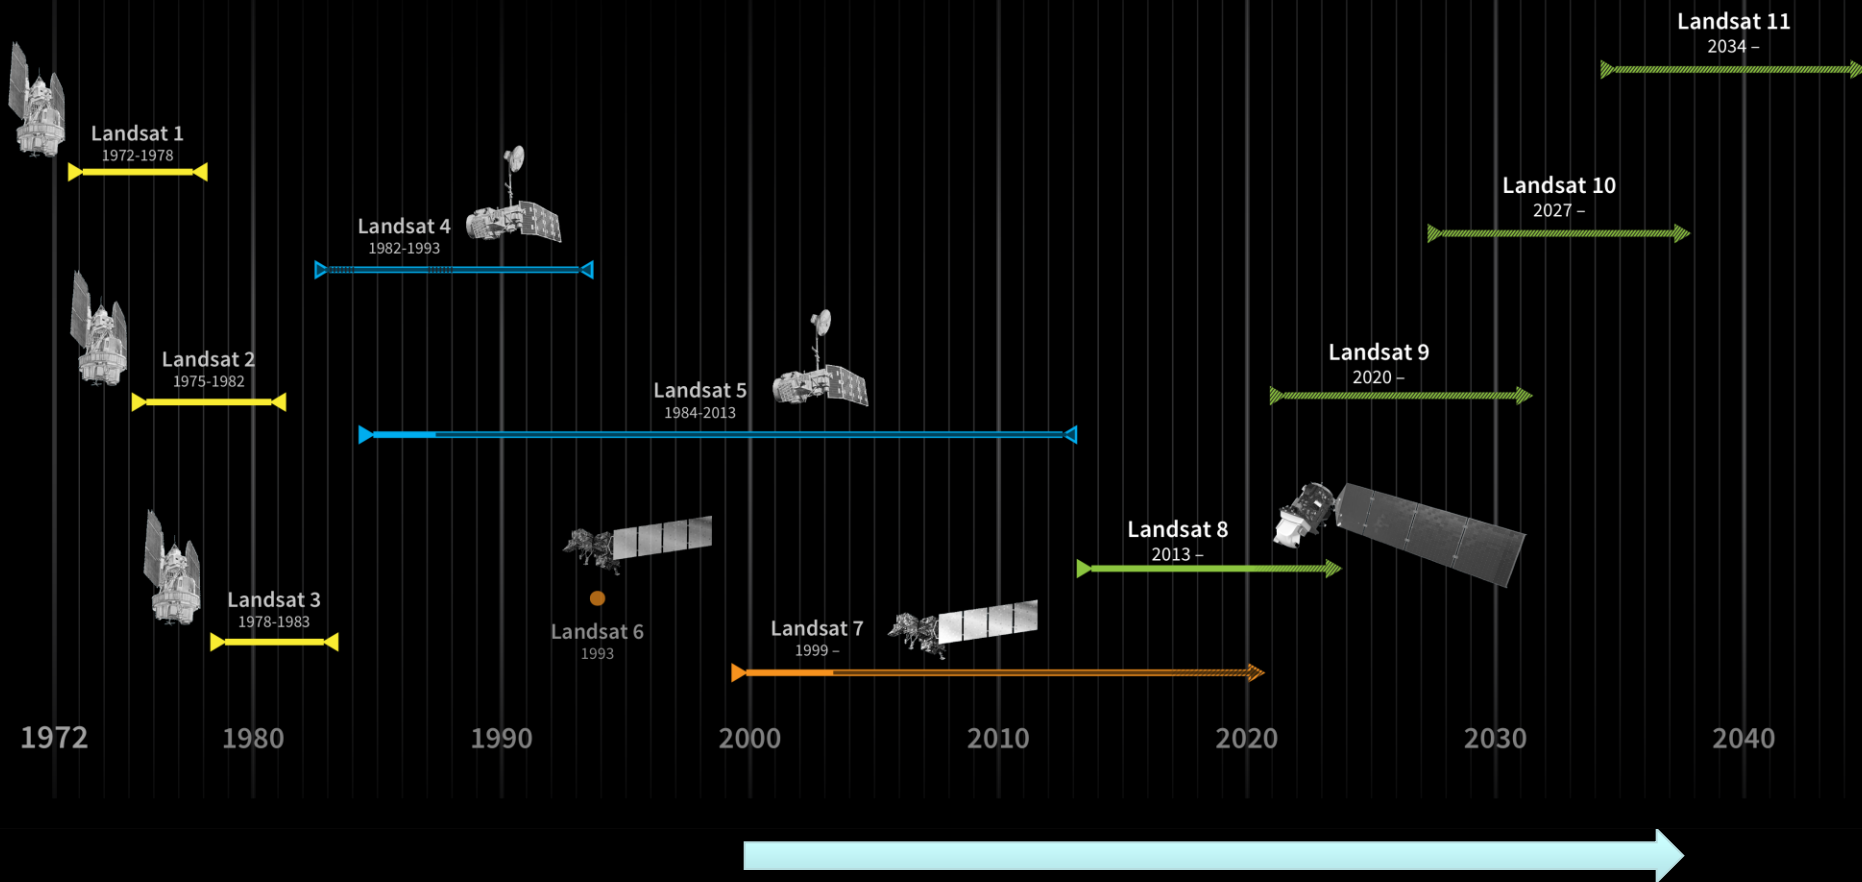 Landsat 11
2034 –
Landsat 1
1972-1978
Landsat 10
2027 –
Landsat 4
1982-1993
Landsat 2
1975-1982
Landsat 9
2020 –
Landsat 5
1984-2013
Landsat 8
2013 –
Landsat 3
1978-1983
Landsat 6
1993
Landsat 7
1999 –
1972 1980 1990 2000 2010 2020 2030 2040